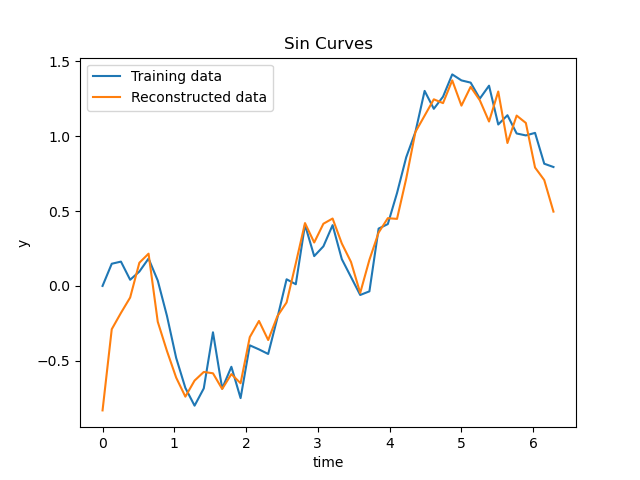 Sin Curves
Training data
Reconstructed data
1.5
1.0
0.5
0.0
−0.5
y
0 1 2 3 4 5 6
time